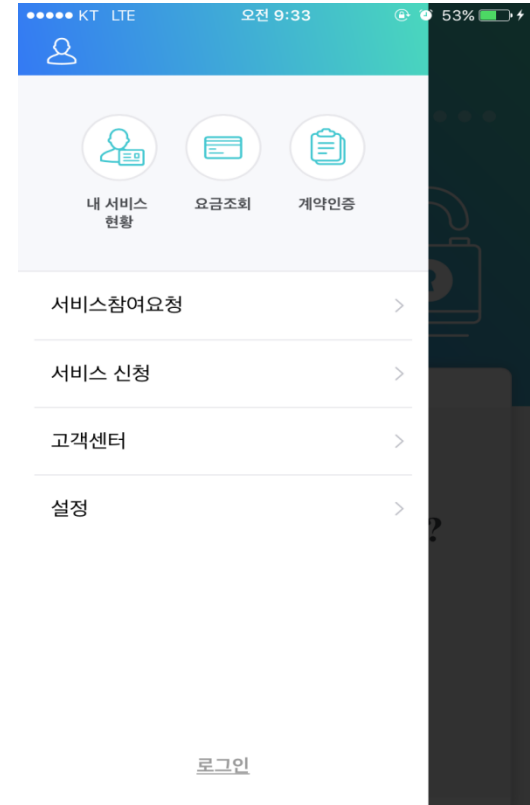 KT LTE 오전 9:33 53%
내 서비스 현황
요금조회
계약인증
서비스참여요청
서비스 신청
고객센터
설정
?
로그인